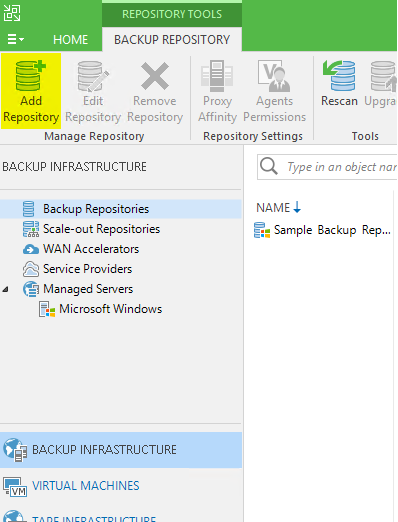 REPOSITORY TOOLS
HOME BACKUP REPOSITORY
Add Repository
Edit Repository
Remove Repository
Proxy Affinity
Agents Permissions
Rescan
Upgra
Manage Repository
Repository Settings
Tools
BACKUP INFRASTRUCTURE
Type in an object nar
Backup Repositories
Scale-out Repositories
WAN Accelerators
Service Providers
Managed Servers
Microsoft Windows
NAME
Sample Backup Rep...
BACKUP INFRASTRUCTURE
VM
VIRTUAL MACHINES
TAPE INFRASTRUCTURE